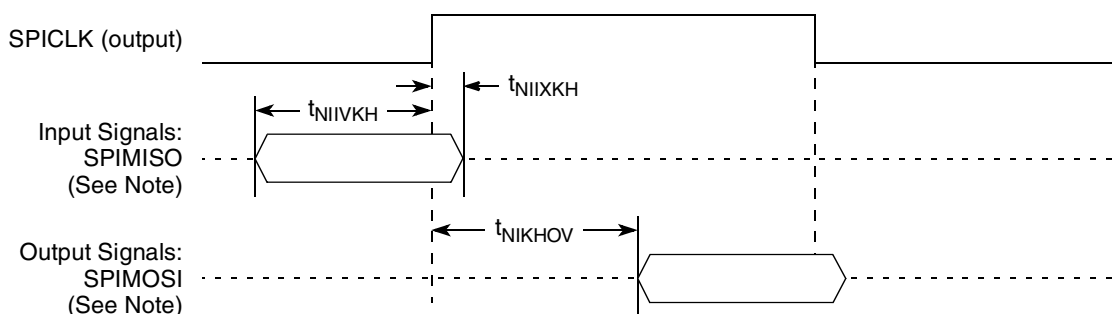 SPICLK (output)
tNIIXKH
tNIIVKH
Input Signals:
SPIMISO
(See Note)
tNIKHOV
Output Signals:
SPIMOSI
(See Note)